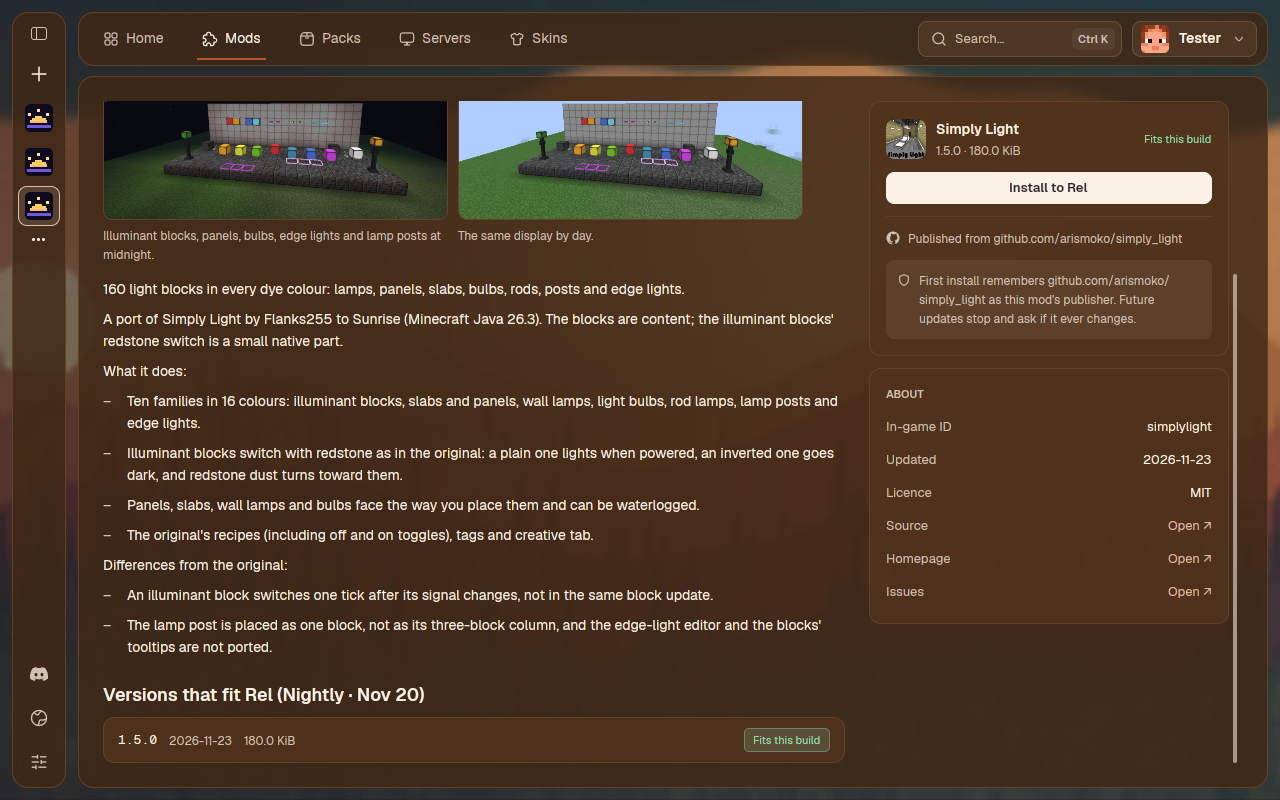 Home
Mods
Packs
Servers
Skins
Search...
Ctrl K
Tester
Illuminant blocks, panels, bulbs, edge lights and lamp posts at
midnight.
The same display by day.
160 light blocks in every dye colour: lamps, panels, slabs, bulbs, rods, posts and edge lights.
A port of Simply Light by Flanks255 to Sunrise (Minecraft Java 26.3). The blocks are content; the illuminant blocks'
redstone switch is a small native part.
What it does:
– Ten families in 16 colours: illuminant blocks, slabs and panels, wall lamps, light bulbs, rod lamps, lamp posts and
edge lights.
– Illuminant blocks switch with redstone as in the original: a plain one lights when powered, an inverted one goes
dark, and redstone dust turns toward them.
– Panels, slabs, wall lamps and bulbs face the way you place them and can be waterlogged.
– The original's recipes (including off and on toggles), tags and creative tab.
Differences from the original:
– An illuminant block switches one tick after its signal changes, not in the same block update.
– The lamp post is placed as one block, not as its three-block column, and the edge-light editor and the blocks'
tooltips are not ported.
Versions that fit Rel (Nightly · Nov 20)
1.5.0 2026-11-23 180.0 KiB Fits this build
Simply Light
Simply Light
1.5.0 · 180.0 KiB
Fits this build
Install to Rel
Published from github.com/arismoko/simply_light
First install remembers github.com/arismoko/
simply_light as this mod's publisher. Future
updates stop and ask if it ever changes.
ABOUT
In-game ID simplylight
Updated 2026-11-23
Licence MIT
Source Open ↗
Homepage Open ↗
Issues Open ↗